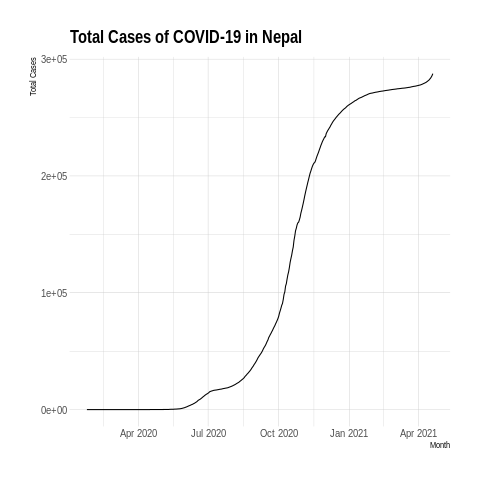 Total Cases of COVID-19 in Nepal
Total Cases
3e+05
2e+05
1e+05
0e+00
Apr 2020 Jul 2020 Oct 2020 Jan 2021 Apr 2021
Month